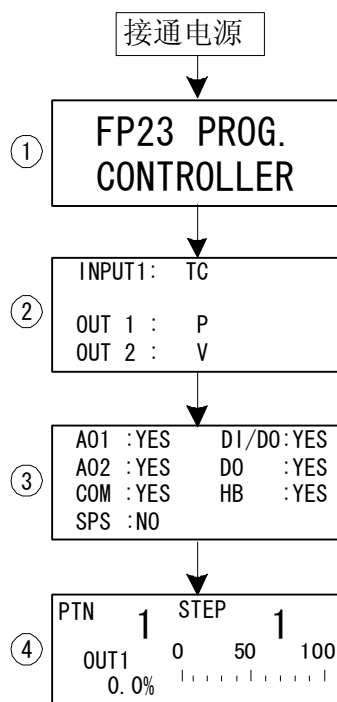 接通电源
① FP23 PROG.
CONTROLLER
② INPUT1: TC
OUT 1 : P
OUT 2 : V
③ AO1 :YES DI/DO:YES
AO2 :YES DO :YES
COM :YES HB :YES
SPS :NO
④ PTN 1 STEP 1
OUT1 0 50 100
0.0%